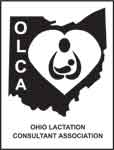 OLCA
OHIO LACTATION
CONSULTANT ASSOCIATION